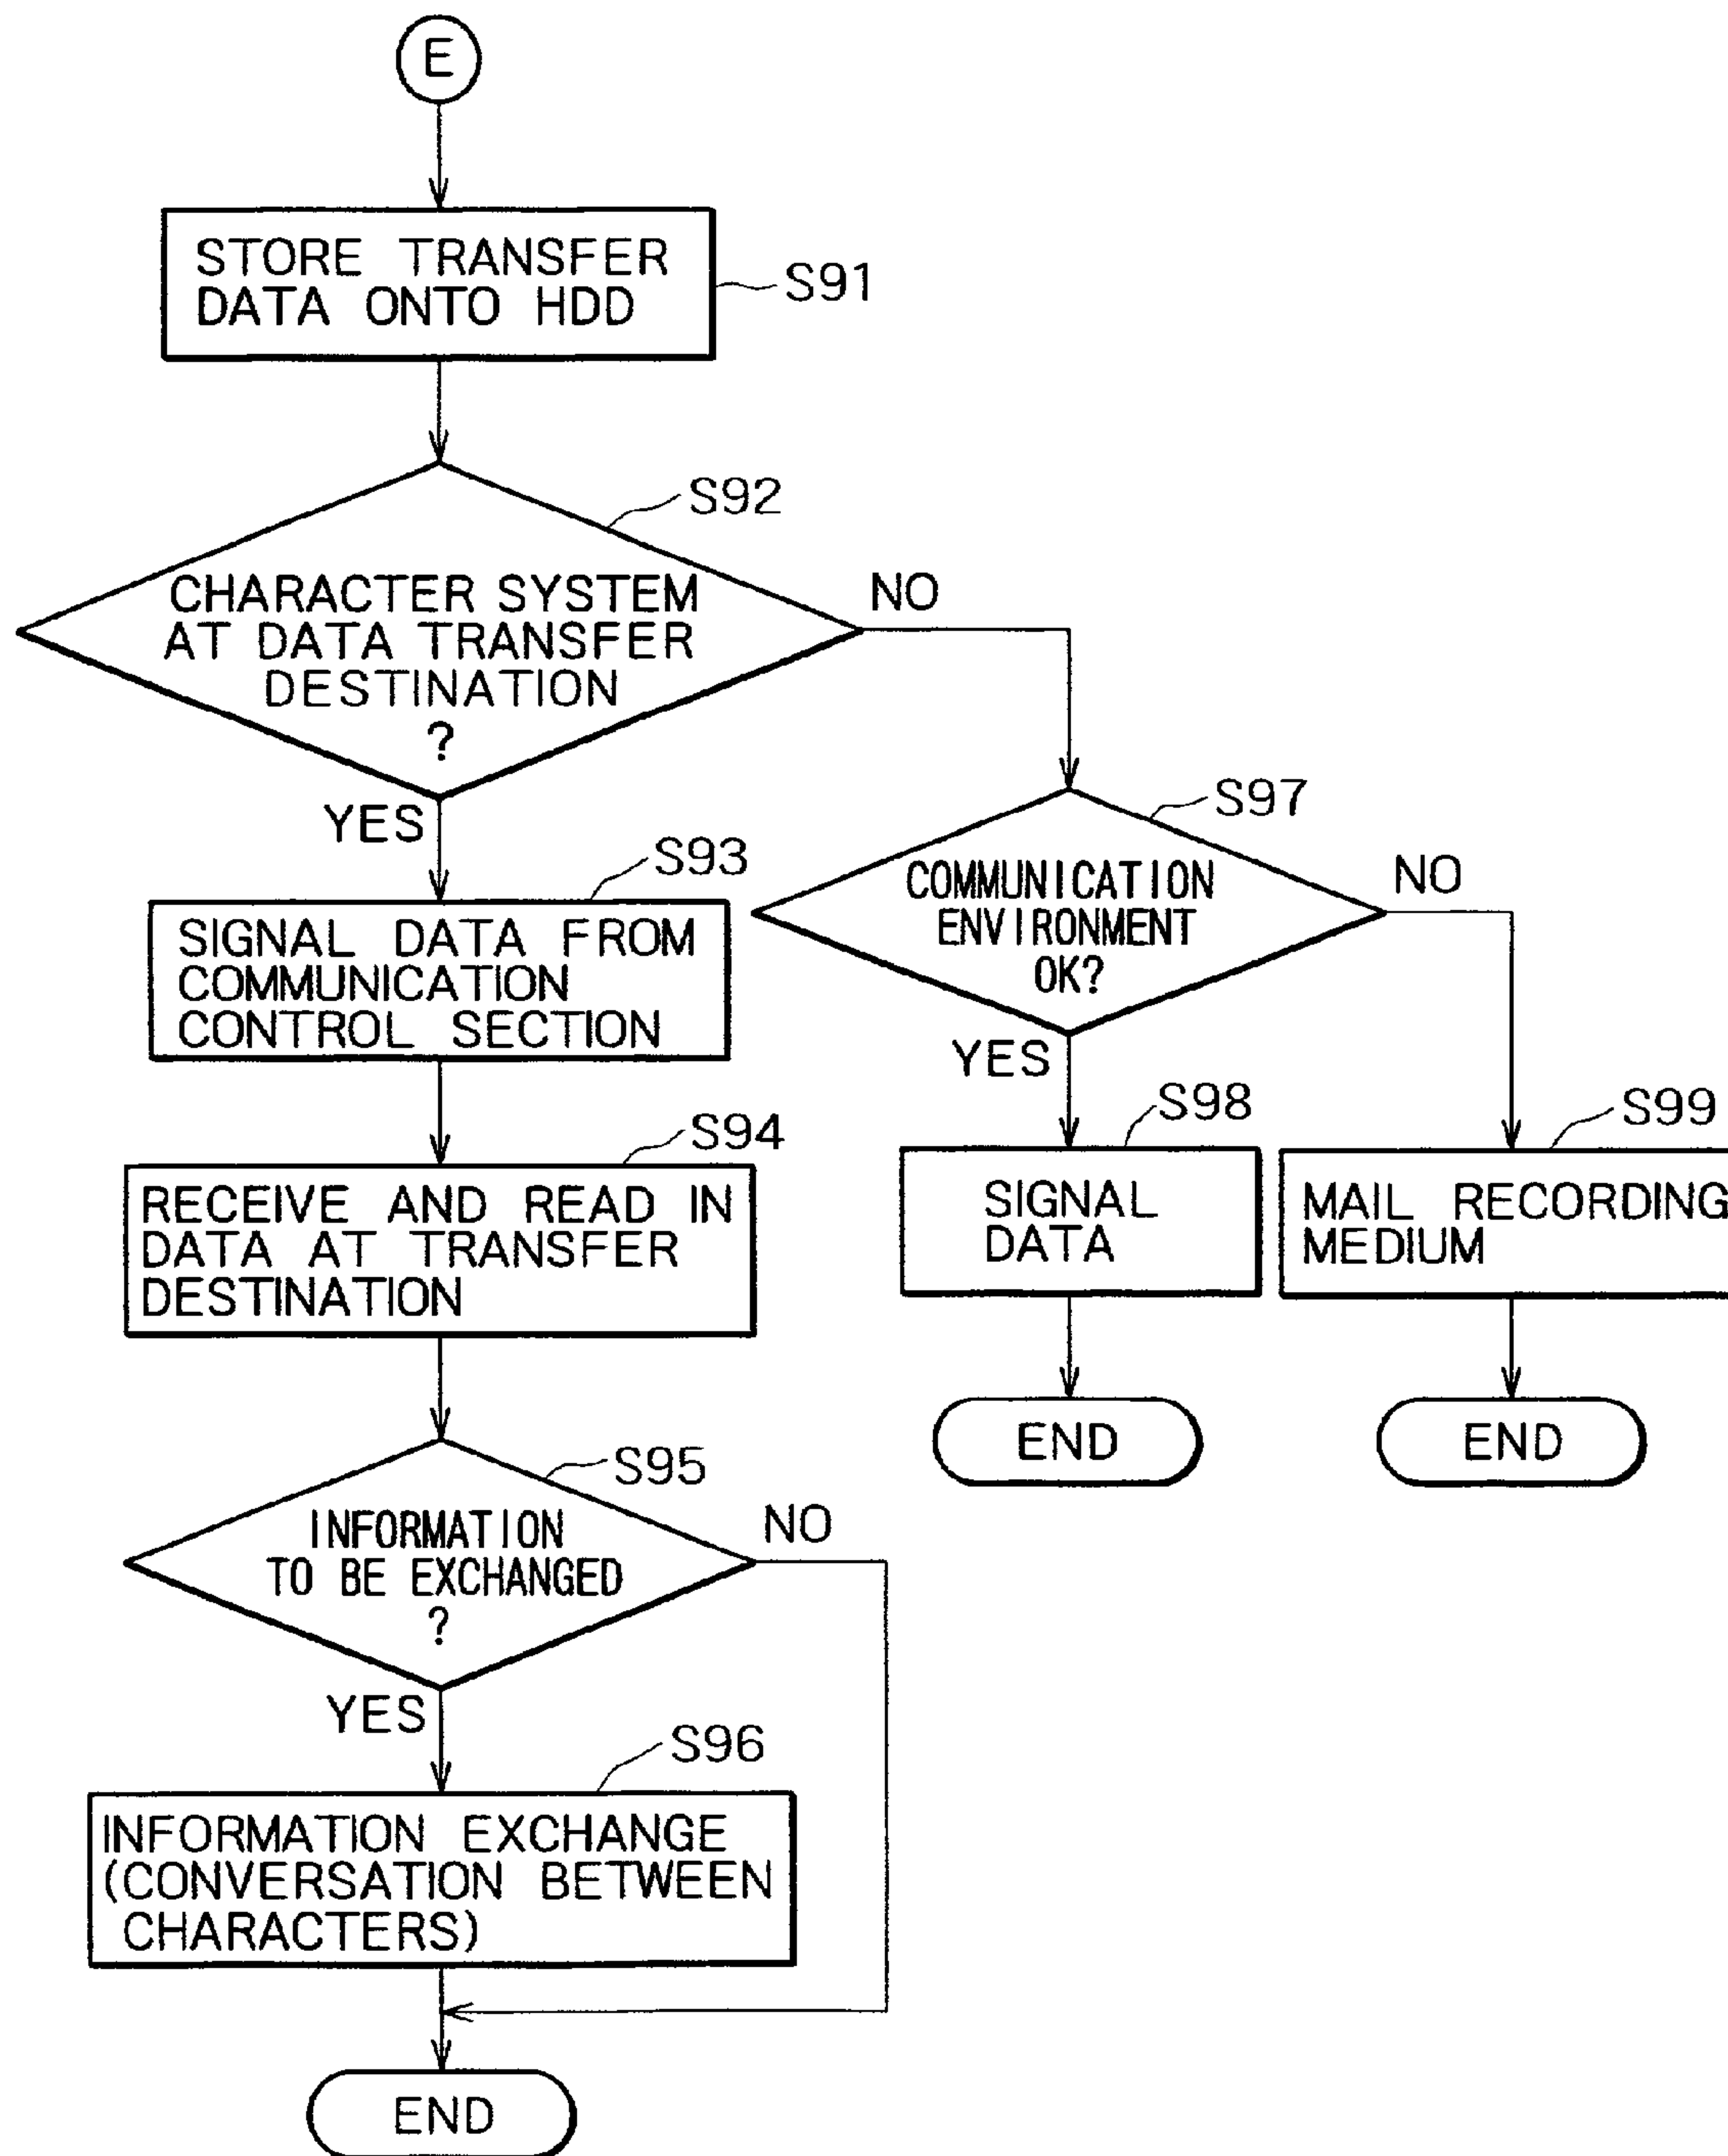 E
STORE TRANSFER
DATA ONTO HDD
S91
S92
CHARACTER SYSTEM
AT DATA TRANSFER
DESTINATION
?
NO
YES
S93
SIGNAL DATA FROM
COMMUNICATION
CONTROL SECTION
S94
RECEIVE AND READ IN
DATA AT TRANSFER
DESTINATION
S95
INFORMATION
TO BE EXCHANGED
?
NO
YES
S96
INFORMATION EXCHANGE
(CONVERSATION BETWEEN
CHARACTERS)
END
S97
COMMUNICATION
ENVIRONMENT
OK?
NO
YES
S98
SIGNAL
DATA
END
S99
MAIL RECORDING
MEDIUM
END